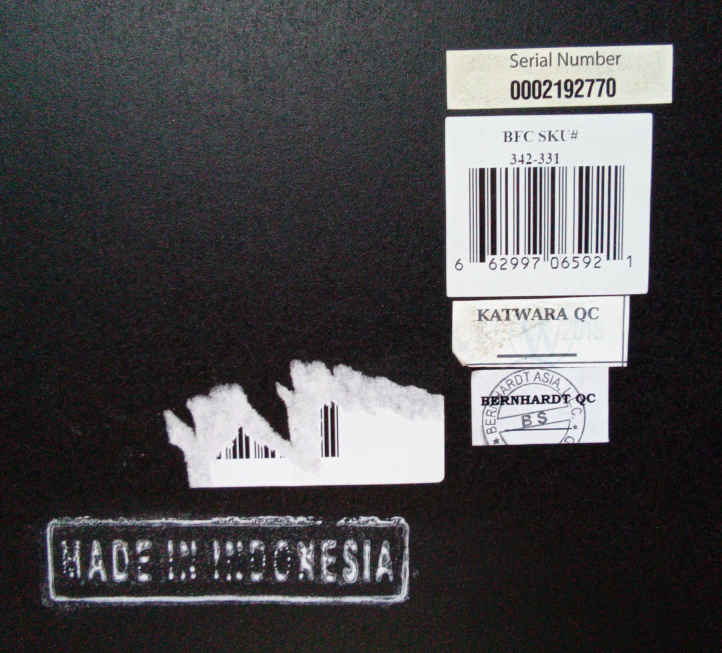 Serial Number
0002192770
BFC SKU#
342-331
6 62997 06592 1
KATWARA QC
BERNHARDT ASIA, L.L.C.
BERNHARDT QC
BS
MADE IN INDONESIA